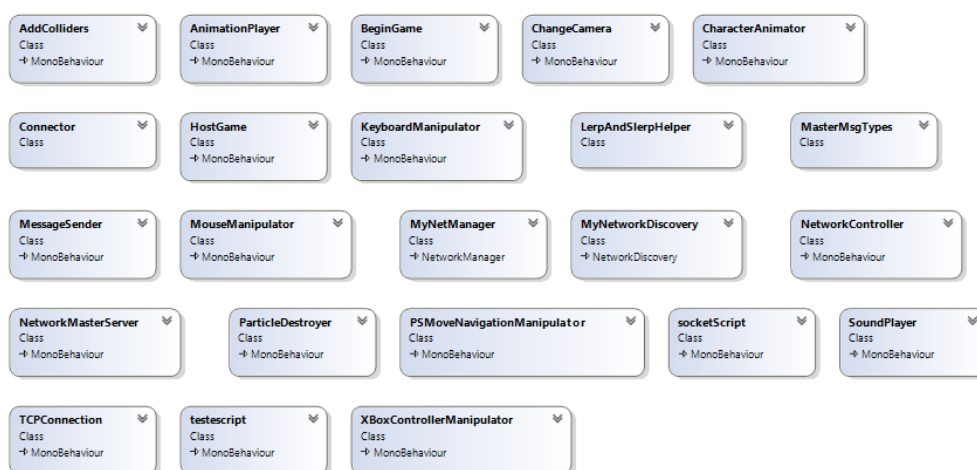 AddColliders
Class
MonoBehaviour
AnimationPlayer
Class
MonoBehaviour
BeginGame
Class
MonoBehaviour
ChangeCamera
Class
MonoBehaviour
CharacterAnimator
Class
MonoBehaviour
Connector
Class
HostGame
Class
MonoBehaviour
KeyboardManipulator
Class
MonoBehaviour
LerpAndSlerpHelper
Class
MasterMsgTypes
Class
MessageSender
Class
MonoBehaviour
MouseManipulator
Class
MonoBehaviour
MyNetManager
Class
NetworkManager
MyNetworkDiscovery
Class
NetworkDiscovery
NetworkController
Class
MonoBehaviour
NetworkMasterServer
Class
MonoBehaviour
ParticleDestroyer
Class
MonoBehaviour
PSMoveNavigationManipulator
Class
MonoBehaviour
socketScript
Class
MonoBehaviour
SoundPlayer
Class
MonoBehaviour
TCPConnection
Class
MonoBehaviour
testescript
Class
MonoBehaviour
XBoxControllerManipulator
Class
MonoBehaviour